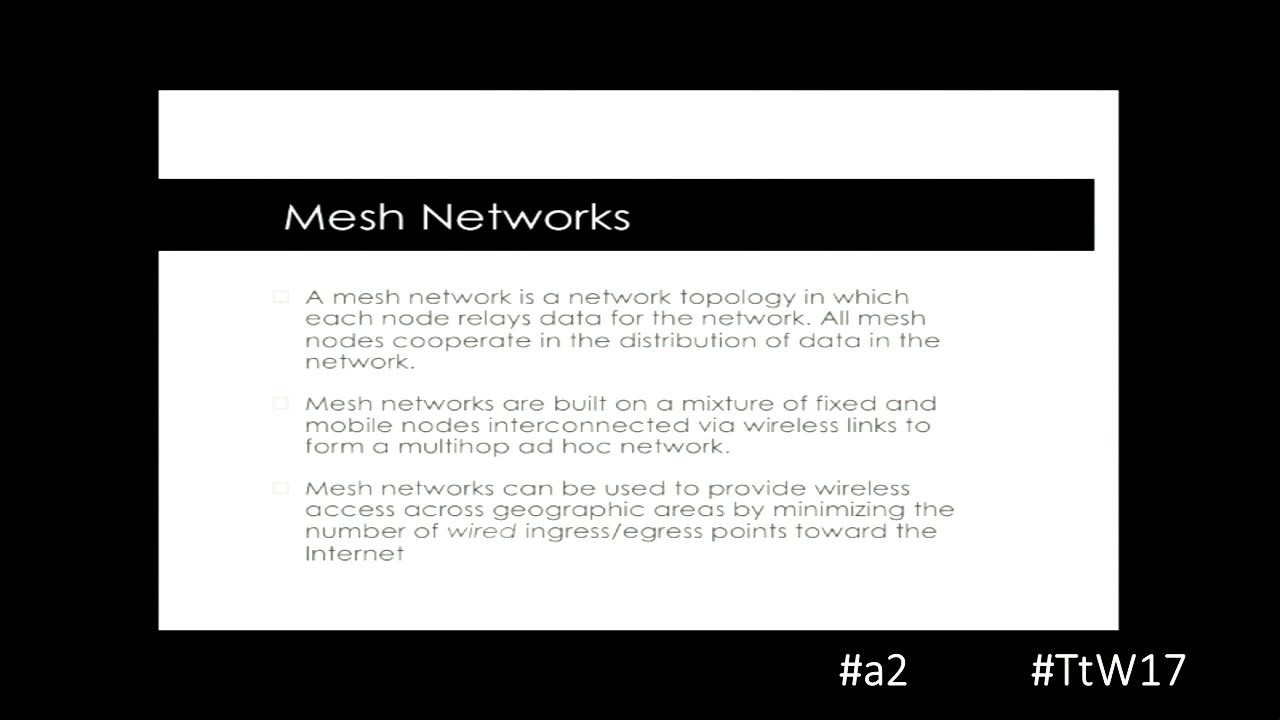 Mesh Networks
A mesh network is a network topology in which
each node relays data for the network. All mesh
nodes cooperate in the distribution of data in the
network.
Mesh networks are built on a mixture of fixed and
mobile nodes interconnected via wireless links to
form a multihop ad hoc network.
Mesh networks can be used to provide wireless
access across geographic areas by minimizing the
number of wired ingress/egress points toward the
Internet
#a2 #TtW17